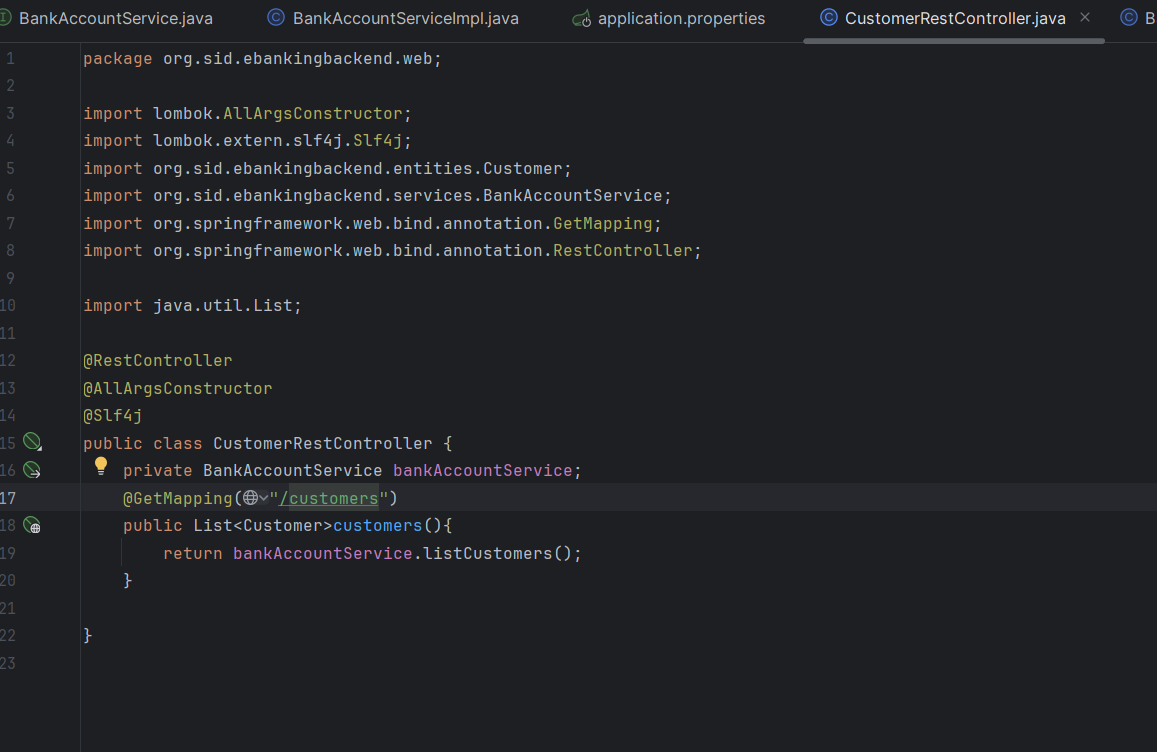 BankAccountService.java BankAccountServiceImpl.java application.properties CustomerRestController.java B
1 package org.sid.ebankingbackend.web;
2
3 import lombok.AllArgsConstructor;
4 import lombok.extern.slf4j.Slf4j;
5 import org.sid.ebankingbackend.entities.Customer;
6 import org.sid.ebankingbackend.services.BankAccountService;
7 import org.springframework.web.bind.annotation.GetMapping;
8 import org.springframework.web.bind.annotation.RestController;
9
10 import java.util.List;
11
12 @RestController
13 @AllArgsConstructor
14 @Slf4j
15 public class CustomerRestController {
16 private BankAccountService bankAccountService;
17 @GetMapping("/customers")
18 public List<Customer>customers(){
19 return bankAccountService.listCustomers();
20 }
21
22 }
23